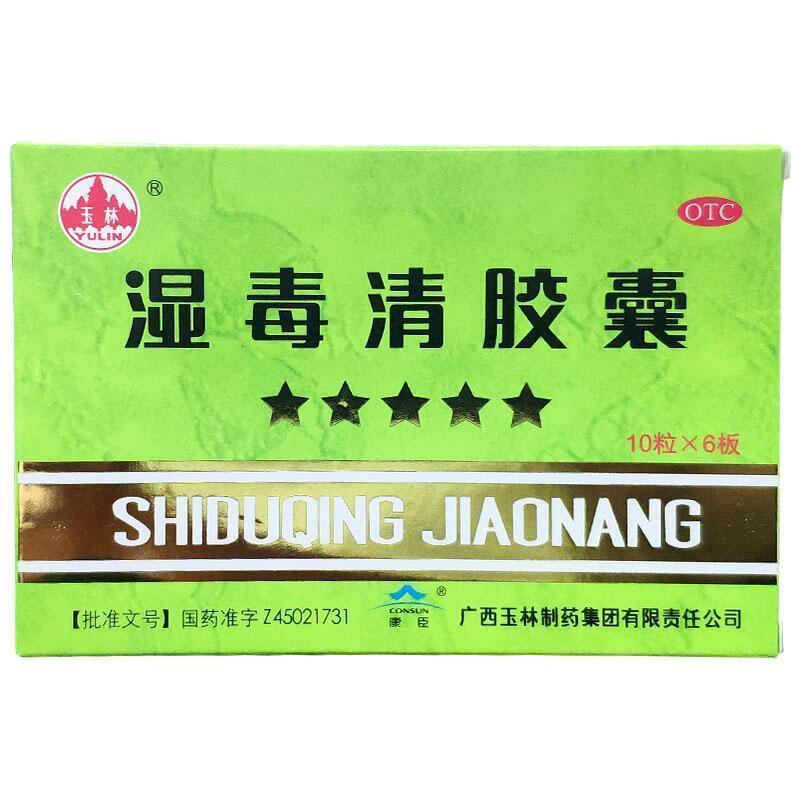 玉林
YULIN
®
OTC
湿毒清胶囊
10粒×6板
SHIDUQING JIAONANG
【批准文号】国药准字Z45021731
®
CONSUN
康臣
广西玉林制药集团有限责任公司